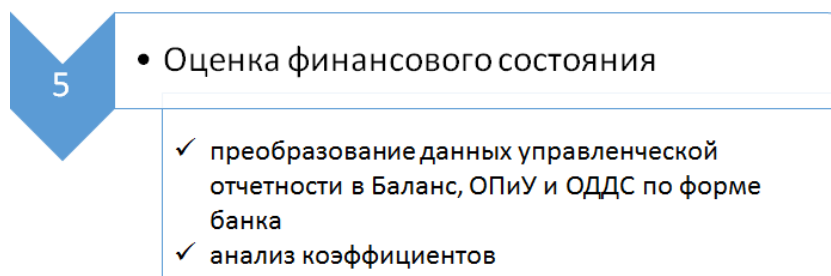 5
• Оценка финансового состояния
✓ преобразование данных управленческой
отчетности в Баланс, ОПиУ и ОДДС по форме
банка
✓ анализ коэффициентов